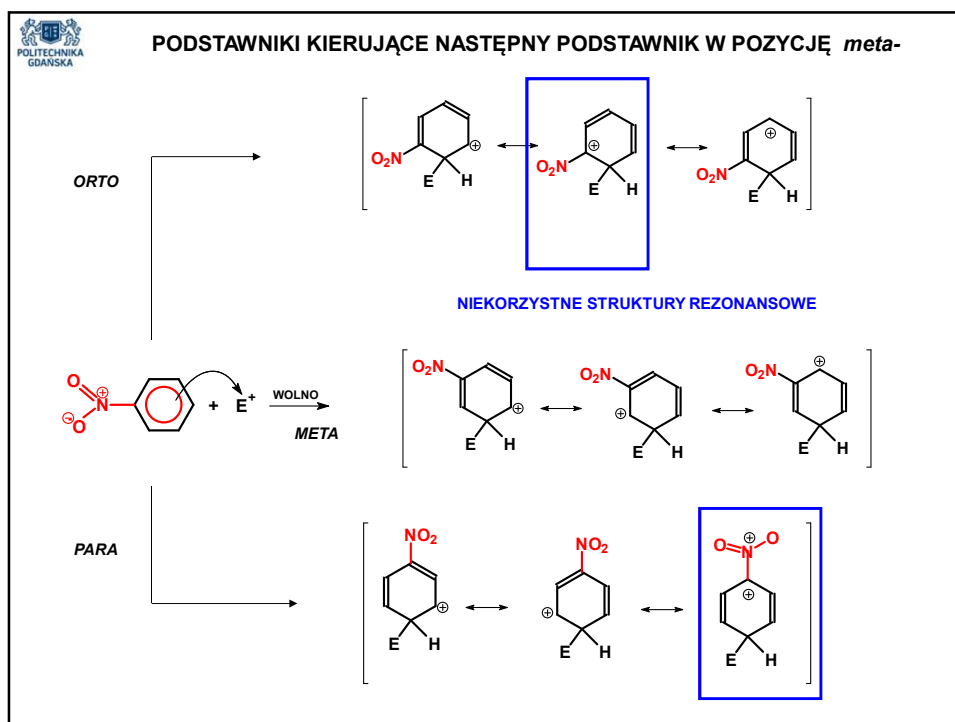 POLITECHNIKA
GDAŃSKA
PODSTAWNIKI KIERUJĄCE NASTĘPNY PODSTAWNIK W POZYCJĘ meta-
ORTO
O₂N ⊕ E H
O₂N ⊕ E H
O₂N ⊕ E H
NIEKORZYSTNE STRUKTURY REZONANSOWE
O N⊕ ⊖O + E⁺
WOLNO
META
O₂N ⊕ E H
O₂N ⊕ E H
O₂N ⊕ E H
PARA
NO₂ ⊕ E H
NO₂ ⊕ E H
O N⊕ O ⊕ E H